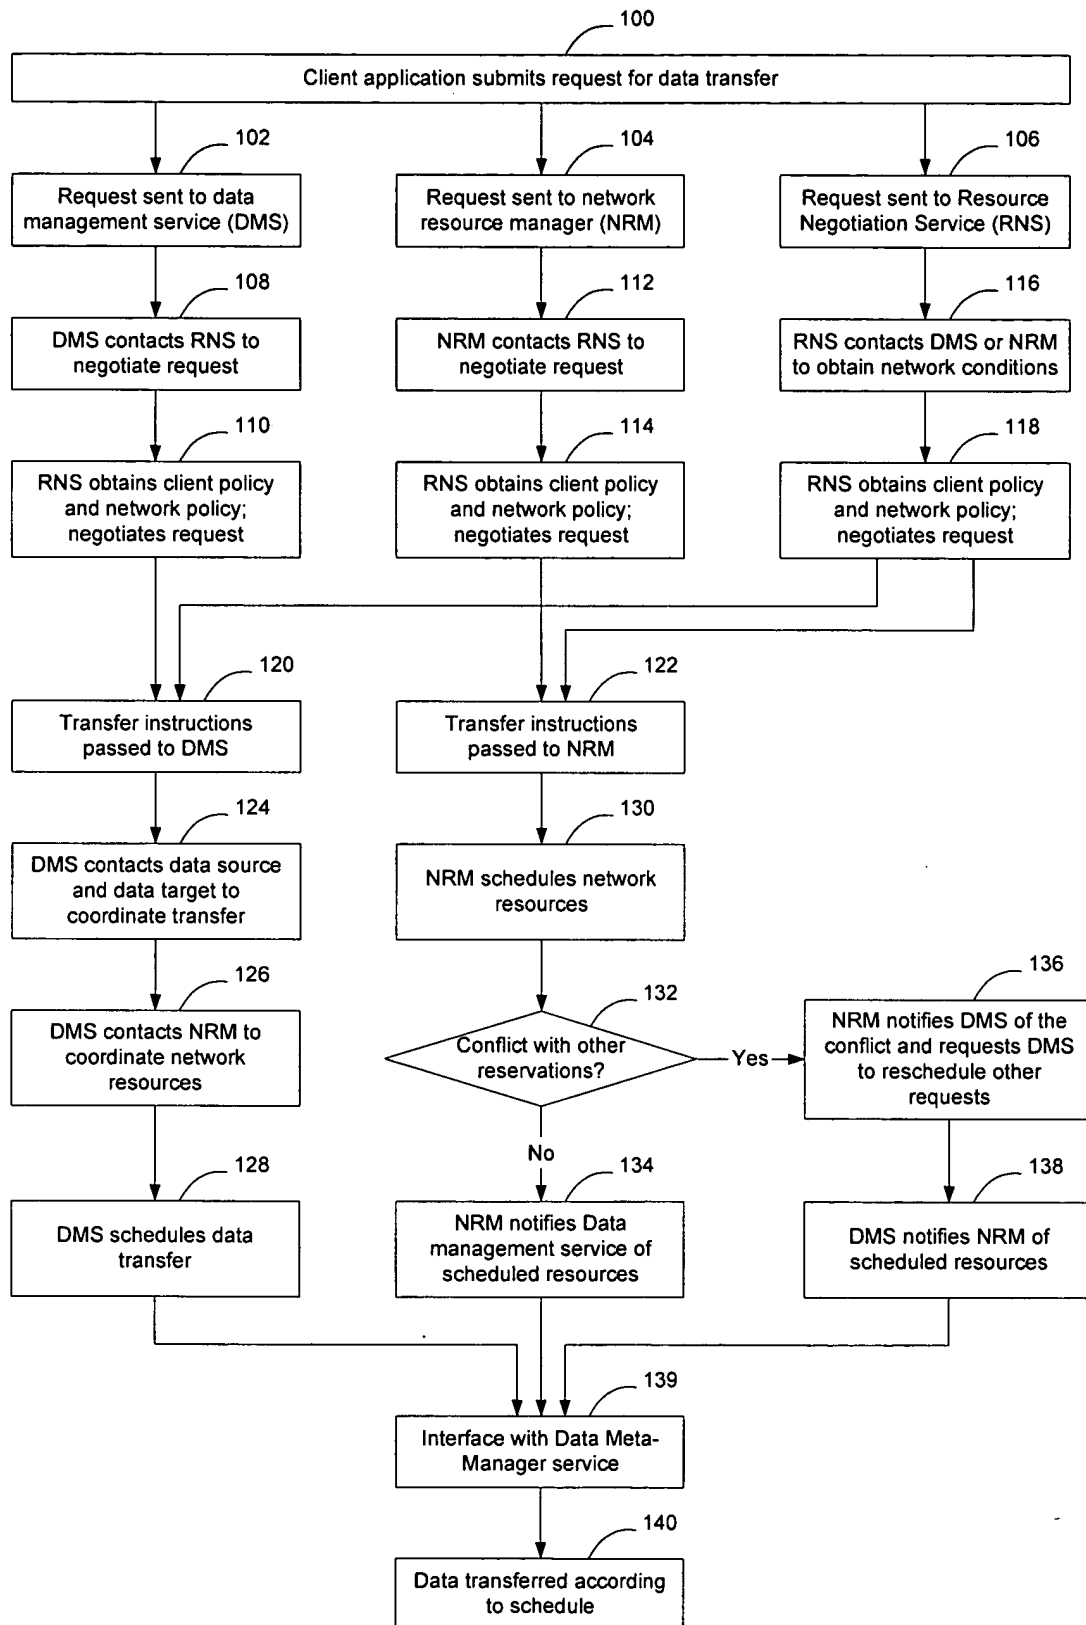 100
Client application submits request for data transfer
102
104
106
Request sent to data
management service (DMS)
Request sent to network
resource manager (NRM)
Request sent to Resource
Negotiation Service (RNS)
108
112
116
DMS contacts RNS to
negotiate request
NRM contacts RNS to
negotiate request
RNS contacts DMS or NRM
to obtain network conditions
110
114
118
RNS obtains client policy
and network policy;
negotiates request
RNS obtains client policy
and network policy;
negotiates request
RNS obtains client policy
and network policy;
negotiates request
120
122
Transfer instructions
passed to DMS
Transfer instructions
passed to NRM
124
130
DMS contacts data source
and data target to
coordinate transfer
NRM schedules network
resources
126
132
136
DMS contacts NRM to
coordinate network
resources
Conflict with other
reservations?
Yes
NRM notifies DMS of the
conflict and requests DMS
to reschedule other
requests
No
128
134
138
DMS schedules data
transfer
NRM notifies Data
management service of
scheduled resources
DMS notifies NRM of
scheduled resources
139
Interface with Data Meta-
Manager service
140
Data transferred according
to schedule